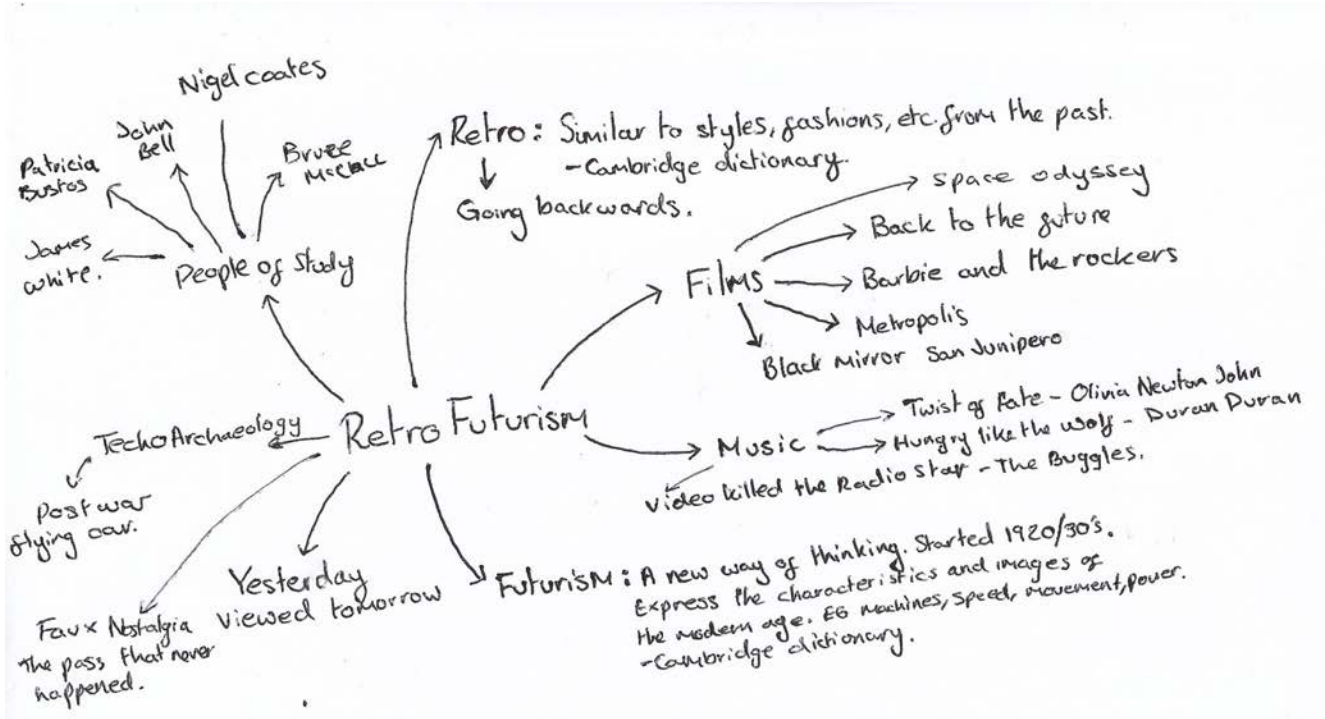 Nigel coates
John
Bell
Bruce
McCall
Patricia
Bustos
James
white.
People of Study
Retro: Similar to styles, fashions, etc. from the past.
-Cambridge dictionary.
Going backwards.
Films
space odyssey
Back to the future
Barbie and the rockers
Metropolis
Black Mirror San Junipero
Retro Futurism
Techo Archaeology
Post war
flying car.
Music
Twist of fate - Olivia Newton John
Hungry like the wolf - Duran Duran
Video killed the Radio Star - The Buggles.
Yesterday
viewed tomorrow
Faux Nostalgia
The pass that never
happened.
Futurism: A new way of thinking. Started 1920/30's.
Express the characteristics and images of
the modern age. EG machines, speed, movement, power.
-Cambridge dictionary.